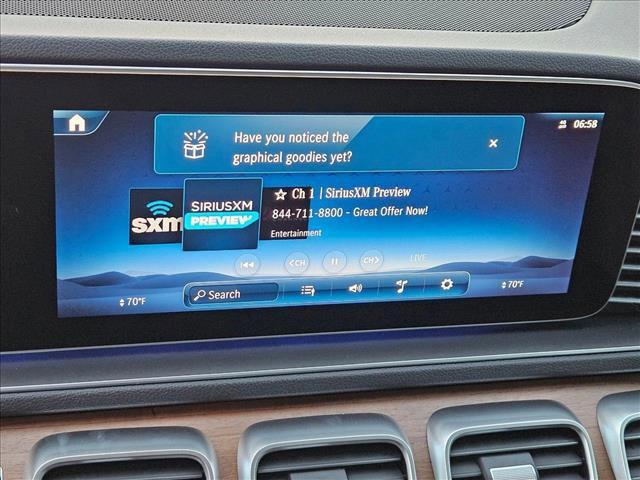 Have you noticed the
graphical goodies yet?
4G
06:58
sxm
SIRIUSXM
PREVIEW
Ch 1 | SiriusXM Preview
844-711-8800 - Great Offer Now!
Entertainment
<CH
CH>
LIVE
70°F
Search
70°F